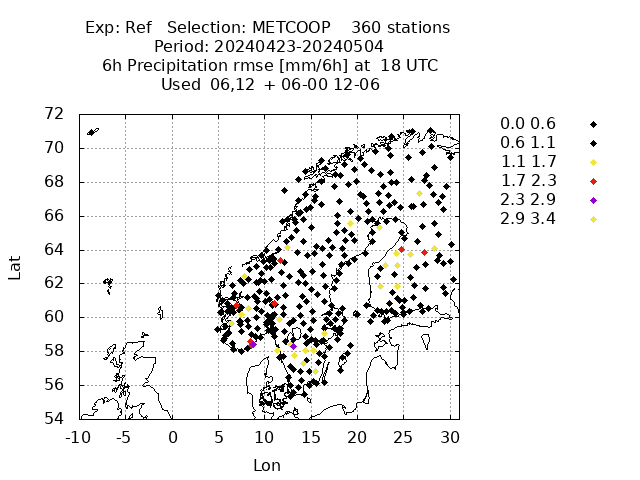 Exp: Ref   Selection: METCOOP    360 stations
Period: 20240423-20240504
6h Precipitation rmse [mm/6h] at  18 UTC
Used  06,12  + 06-00 12-06
72
70
68
66
64
62
60
58
56
54
Lat
-10 -5 0 5 10 15 20 25 30
Lon
0.0 0.6
0.6 1.1
1.1 1.7
1.7 2.3
2.3 2.9
2.9 3.4